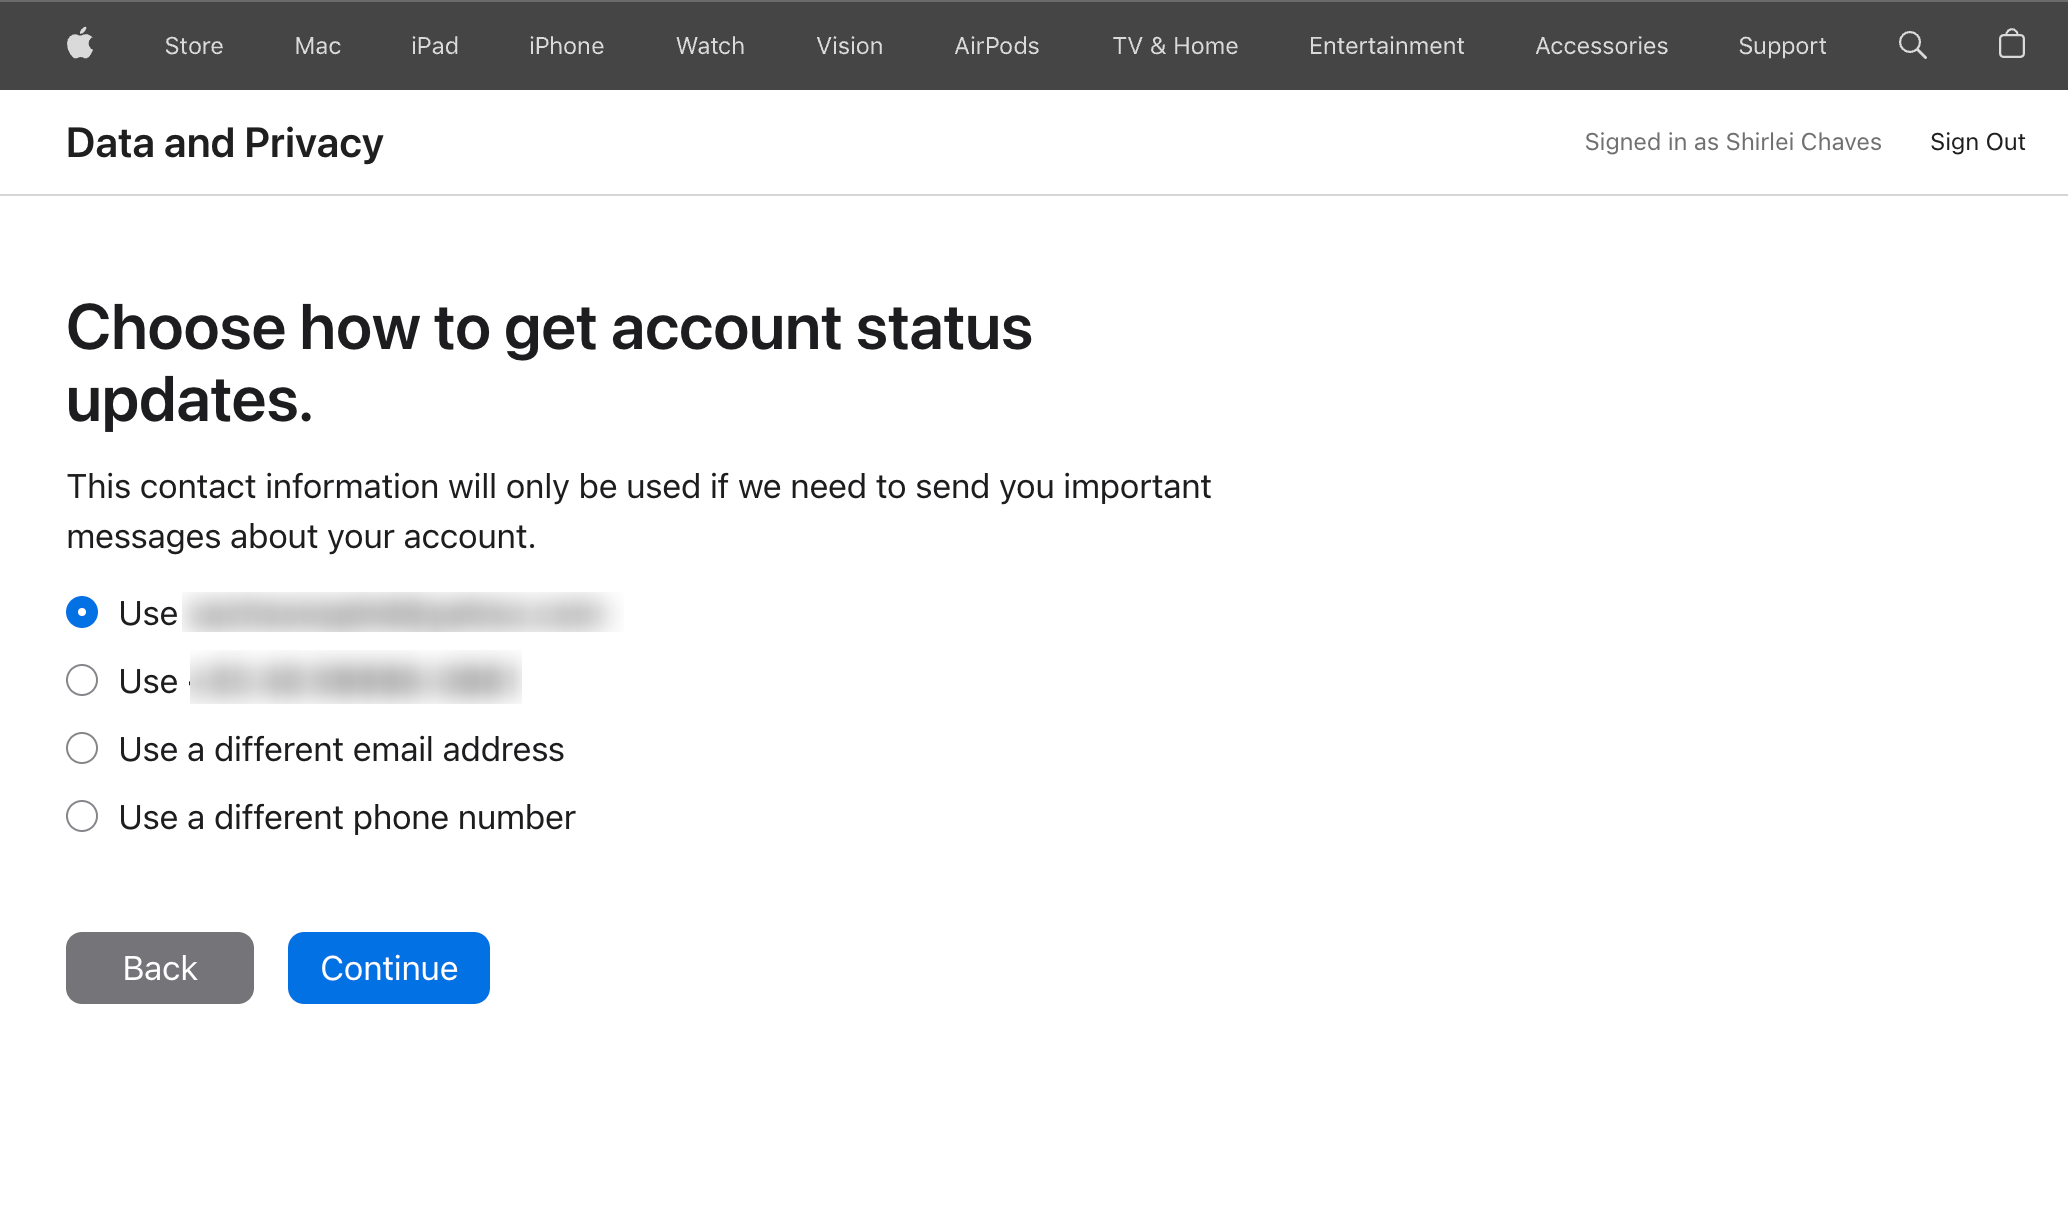 Store Mac iPad iPhone Watch Vision AirPods TV & Home Entertainment Accessories Support
Data and Privacy
Signed in as Shirlei Chaves Sign Out
Choose how to get account status
updates.
This contact information will only be used if we need to send you important
messages about your account.
Use
Use
Use a different email address
Use a different phone number
Back Continue